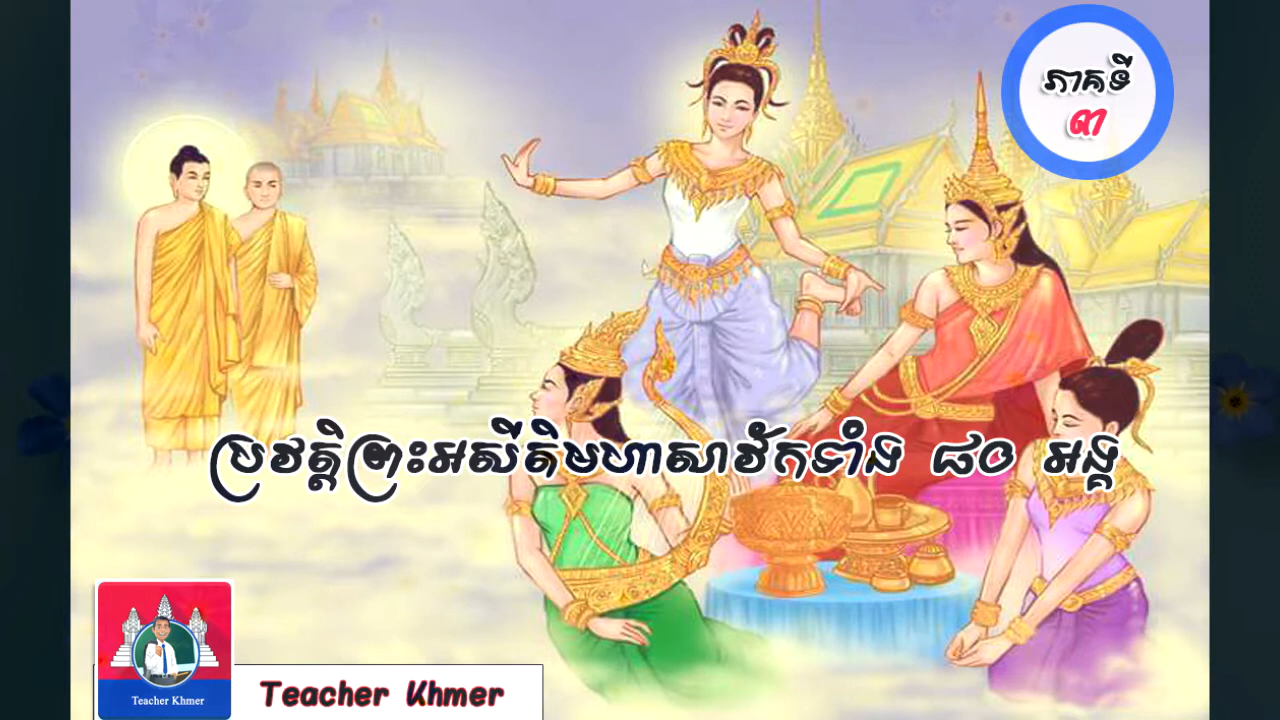 ភាគទី
៣
ប្រវត្តិព្រះអសីតិមហាសាវ័កទាំង ៨០ អង្គ
Teacher Khmer
Teacher Khmer